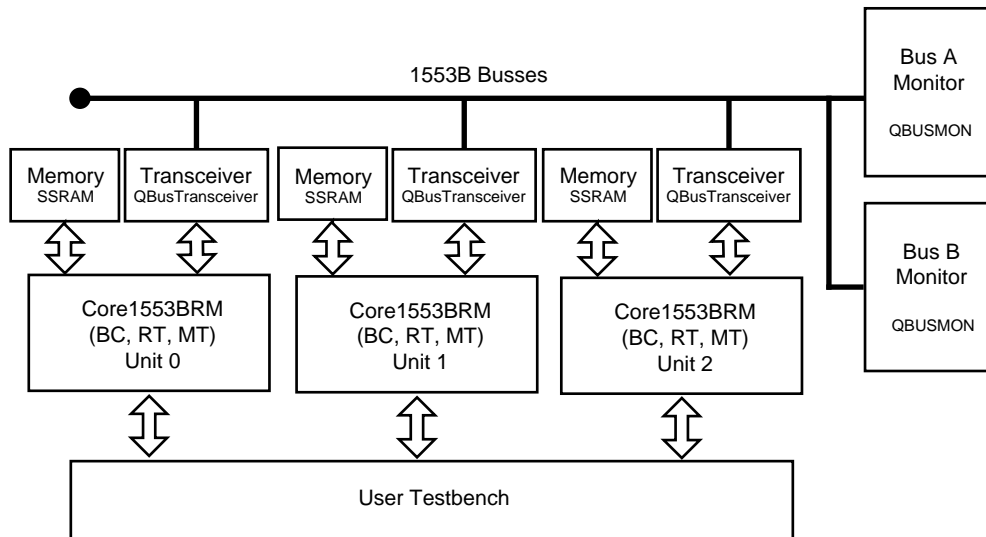 1553B Busses
Bus A
Monitor
QBUSMON
Memory
SSRAM
Transceiver
QBusTransceiver
Memory
SSRAM
Transceiver
QBusTransceiver
Memory
SSRAM
Transceiver
QBusTransceiver
Bus B
Monitor
QBUSMON
Core1553BRM
(BC, RT, MT)
Unit 0
Core1553BRM
(BC, RT, MT)
Unit 1
Core1553BRM
(BC, RT, MT)
Unit 2
User Testbench